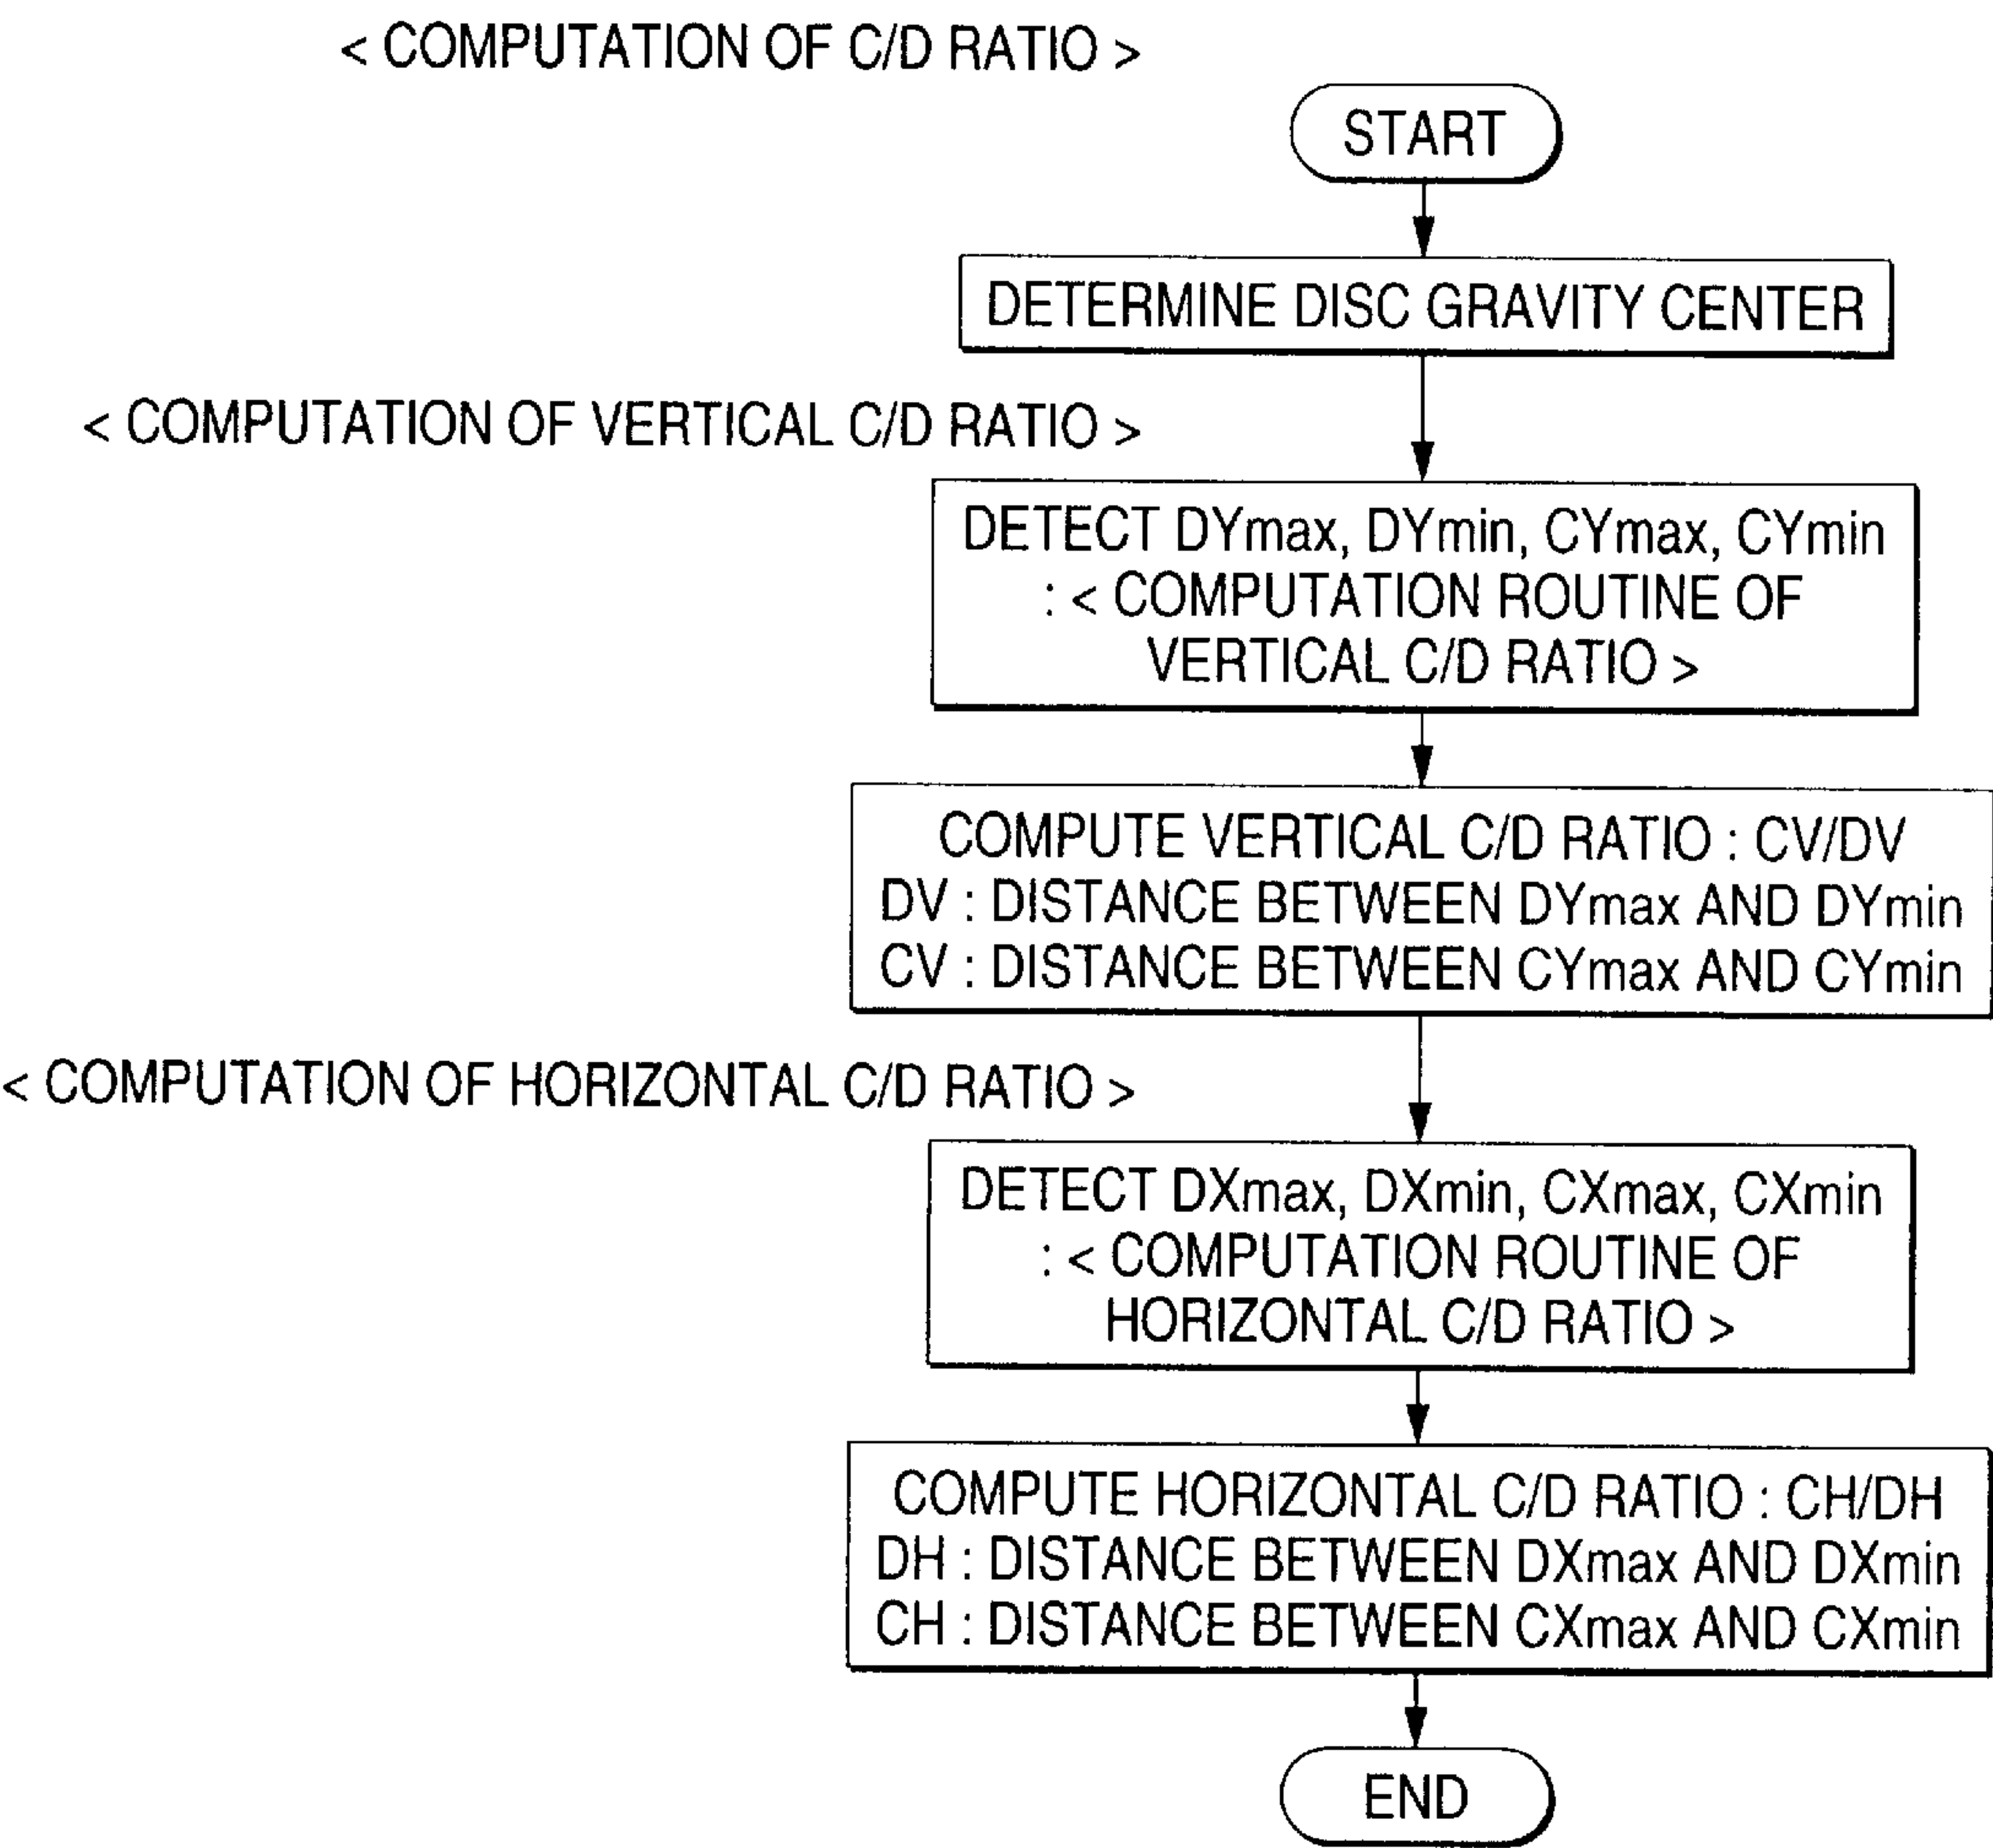 < COMPUTATION OF C/D RATIO >
START
DETERMINE DISC GRAVITY CENTER
< COMPUTATION OF VERTICAL C/D RATIO >
DETECT DYmax, DYmin, CYmax, CYmin
: < COMPUTATION ROUTINE OF
VERTICAL C/D RATIO >
COMPUTE VERTICAL C/D RATIO : CV/DV
DV : DISTANCE BETWEEN DYmax AND DYmin
CV : DISTANCE BETWEEN CYmax AND CYmin
< COMPUTATION OF HORIZONTAL C/D RATIO >
DETECT DXmax, DXmin, CXmax, CXmin
: < COMPUTATION ROUTINE OF
HORIZONTAL C/D RATIO >
COMPUTE HORIZONTAL C/D RATIO : CH/DH
DH : DISTANCE BETWEEN DXmax AND DXmin
CH : DISTANCE BETWEEN CXmax AND CXmin
END